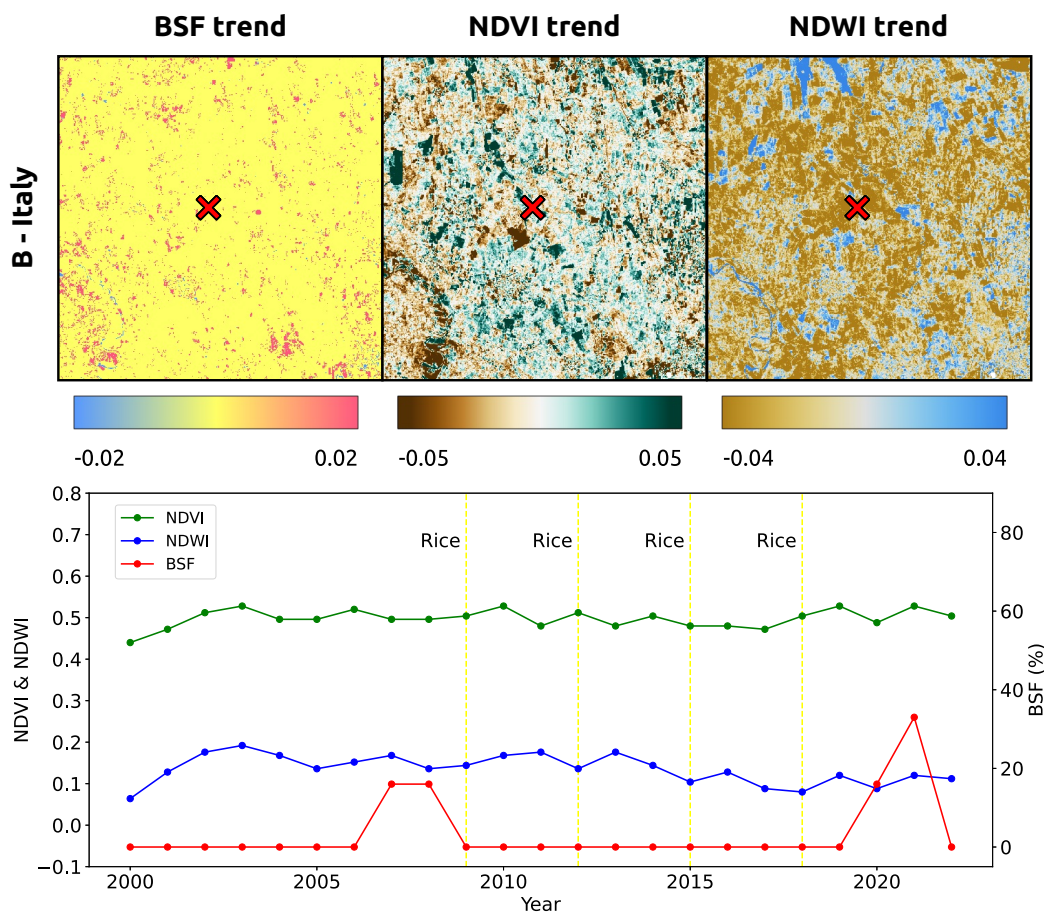 BSF trend NDVI trend NDWI trend
B - Italy
-0.02 0.02 -0.05 0.05 -0.04 0.04
NDVI
NDWI
BSF
Rice Rice Rice Rice
0.8
0.7
0.6
0.5
0.4
0.3
0.2
0.1
0.0
−0.1
NDVI & NDWI
80
60
40
20
0
BSF (%)
2000 2005 2010 2015 2020
Year